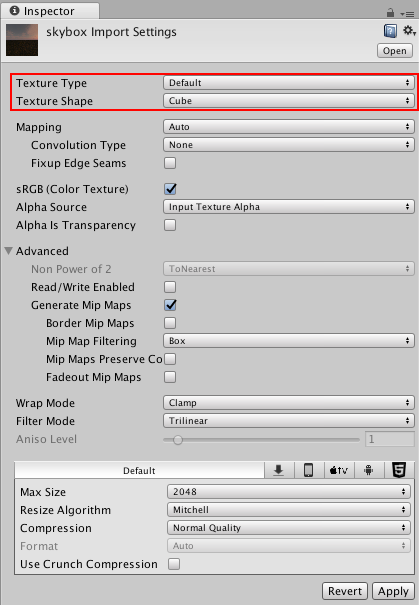 Inspector
skybox Import Settings
Open
Texture Type Default
Texture Shape Cube
Mapping Auto
Convolution Type None
Fixup Edge Seams
sRGB (Color Texture)
Alpha Source Input Texture Alpha
Alpha Is Transparency
Advanced
Non Power of 2 ToNearest
Read/Write Enabled
Generate Mip Maps
Border Mip Maps
Mip Map Filtering Box
Mip Maps Preserve Co
Fadeout Mip Maps
Wrap Mode Clamp
Filter Mode Trilinear
Aniso Level 1
Default tv
Max Size 2048
Resize Algorithm Mitchell
Compression Normal Quality
Format Auto
Use Crunch Compression
Revert Apply